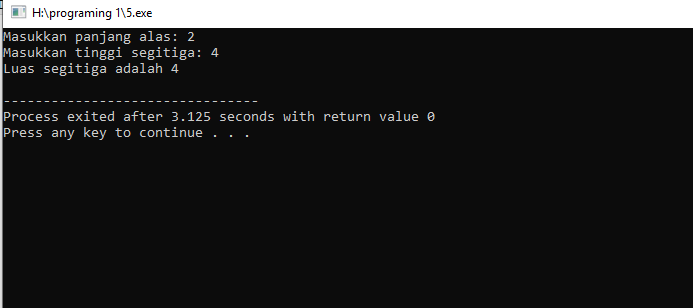 H:\programing 1\5.exe
Masukkan panjang alas: 2
Masukkan tinggi segitiga: 4
Luas segitiga adalah 4
--------------------------------
Process exited after 3.125 seconds with return value 0
Press any key to continue . . .